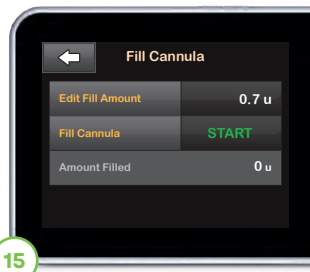 Fill Cannula
Edit Fill Amount 0.7 u
Fill Cannula START
Amount Filled 0 u
15